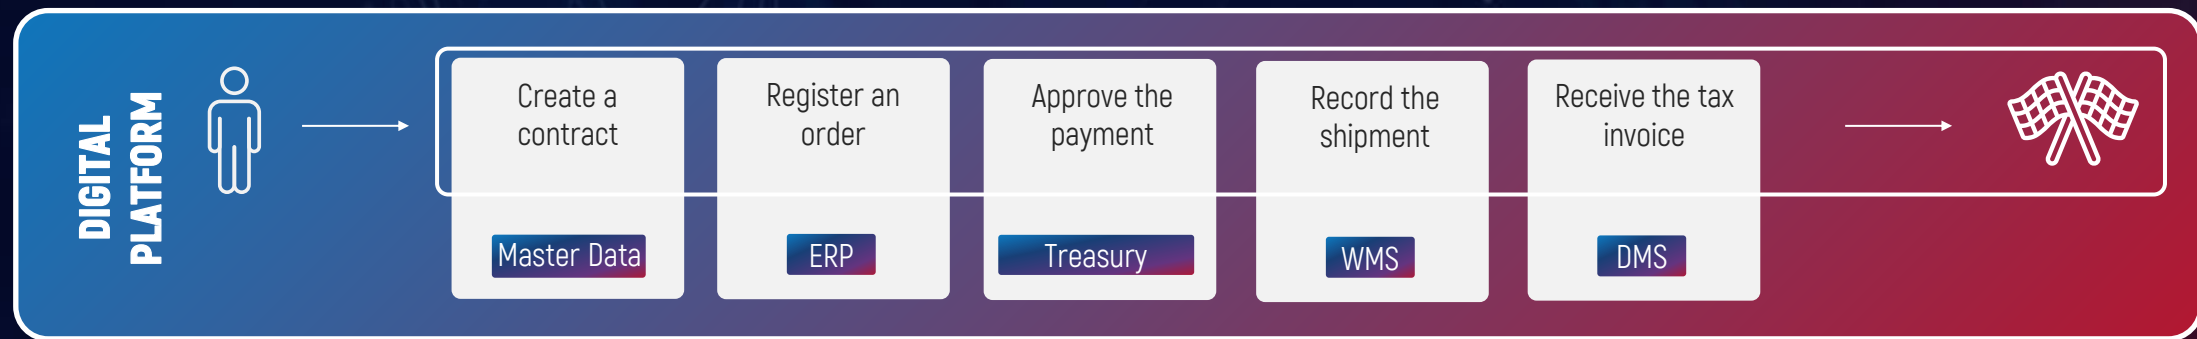 DIGITAL
PLATFORM
Create a
contract
Master Data
Register an
order
ERP
Approve the
payment
Treasury
Record the
shipment
WMS
Receive the tax
invoice
DMS